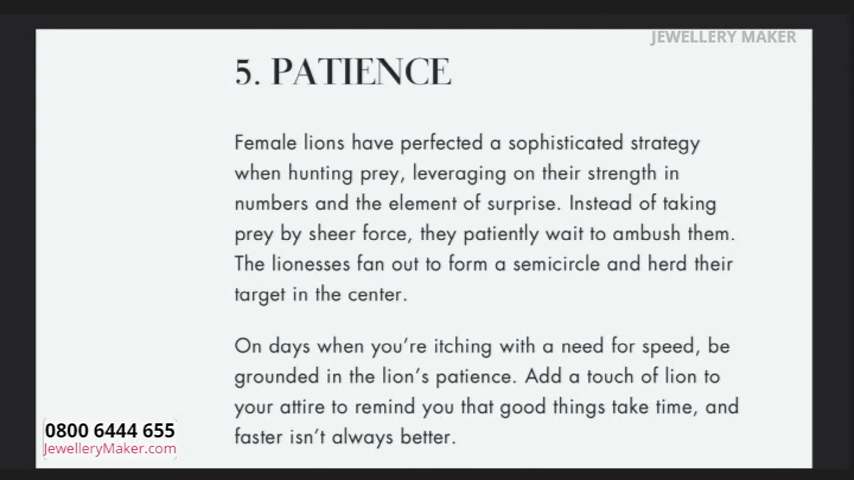 JEWELLERY MAKER
5. PATIENCE
Female lions have perfected a sophisticated strategy
when hunting prey, leveraging on their strength in
numbers and the element of surprise. Instead of taking
prey by sheer force, they patiently wait to ambush them.
The lionesses fan out to form a semicircle and herd their
target in the center.
On days when you're itching with a need for speed, be
grounded in the lion's patience. Add a touch of lion to
your attire to remind you that good things take time, and
faster isn't always better.
0800 6444 655
JewelleryMaker.com